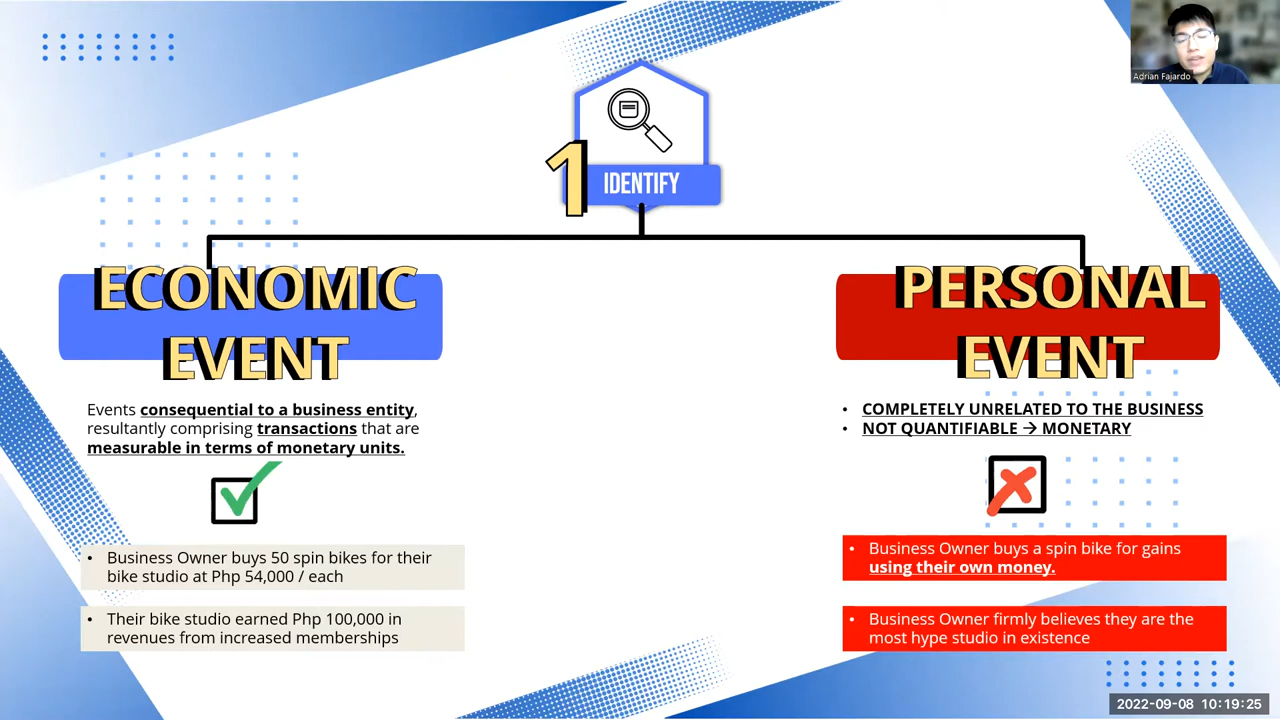 Adrian Fajardo
1
IDENTIFY
ECONOMIC
EVENT
Events consequential to a business entity,
resultantly comprising transactions that are
measurable in terms of monetary units.
• Business Owner buys 50 spin bikes for their
bike studio at Php 54,000 / each
• Their bike studio earned Php 100,000 in
revenues from increased memberships
PERSONAL
EVENT
• COMPLETELY UNRELATED TO THE BUSINESS
• NOT QUANTIFIABLE → MONETARY
• Business Owner buys a spin bike for gains
using their own money.
• Business Owner firmly believes they are the
most hype studio in existence
2022-09-08 10:19:25